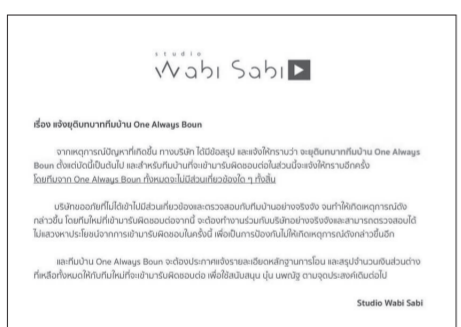 studio
Wabi Sabi
เรื่อง แจ้งยุติบทบาททีมบ้าน One Always Boun
จากเหตุการณ์ปัญหาที่เกิดขึ้น ทางบริษัท ได้มีข้อสรุป และแจ้งให้ทราบว่า จะยุติบทบาททีมบ้าน One Always
Boun ตั้งแต่บัดนี้เป็นต้นไป และสำหรับทีมบ้านที่จะเข้ามารับผิดชอบต่อในส่วนนี้จะแจ้งให้ทราบอีกครั้ง
โดยทีมจาก One Always Boun ทั้งหมดจะไม่มีส่วนเกี่ยวข้องใด ๆ ทั้งสิ้น
บริษัทขออภัยที่ไม่ได้เข้าไปมีส่วนเกี่ยวข้องและตรวจสอบกับทีมบ้านอย่างจริงจัง จนทำให้เกิดเหตุการณ์ดัง
กล่าวขึ้น โดยทีมใหม่ที่เข้ามารับผิดชอบต่อจากนี้ จะต้องทำงานร่วมกับบริษัทอย่างจริงจังและสามารถตรวจสอบได้
ไม่แสวงหาประโยชน์จากการเข้ามารับผิดชอบในครั้งนี้ เพื่อเป็นการป้องกันไม่ให้เกิดเหตุการณ์ดังกล่าวขึ้นอีก
และทีมบ้าน One Always Boun จะต้องประกาศแจ้งรายละเอียดหลักฐานการโอน และสรุปจำนวนเงินส่วนต่าง
ที่เหลือทั้งหมดให้กับทีมใหม่ที่จะเข้ามารับผิดชอบต่อ เพื่อใช้สนับสนุน บุ๋น นพณัฐ ตามจุดประสงค์เดิมต่อไป
Studio Wabi Sabi